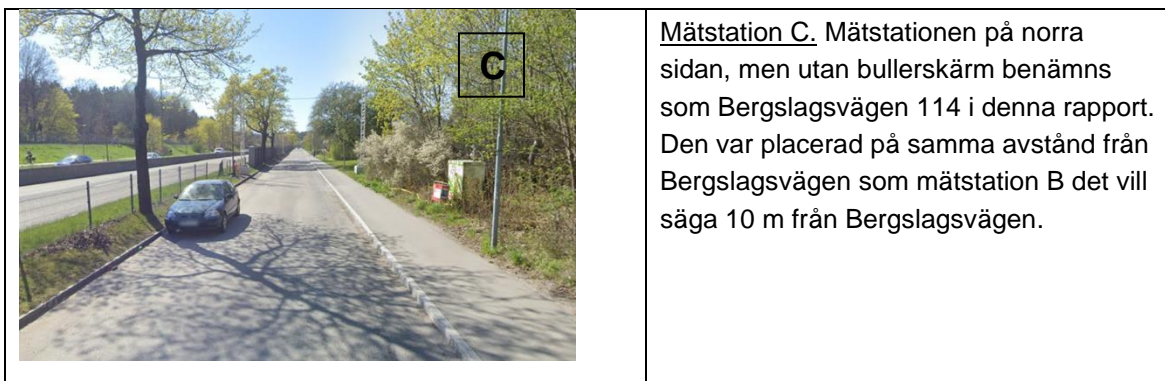 C
Mätstation C. Mätstationen på norra
sidan, men utan bullerskärm benämns
som Bergslagsvägen 114 i denna rapport.
Den var placerad på samma avstånd från
Bergslagsvägen som mätstation B det vill
säga 10 m från Bergslagsvägen.